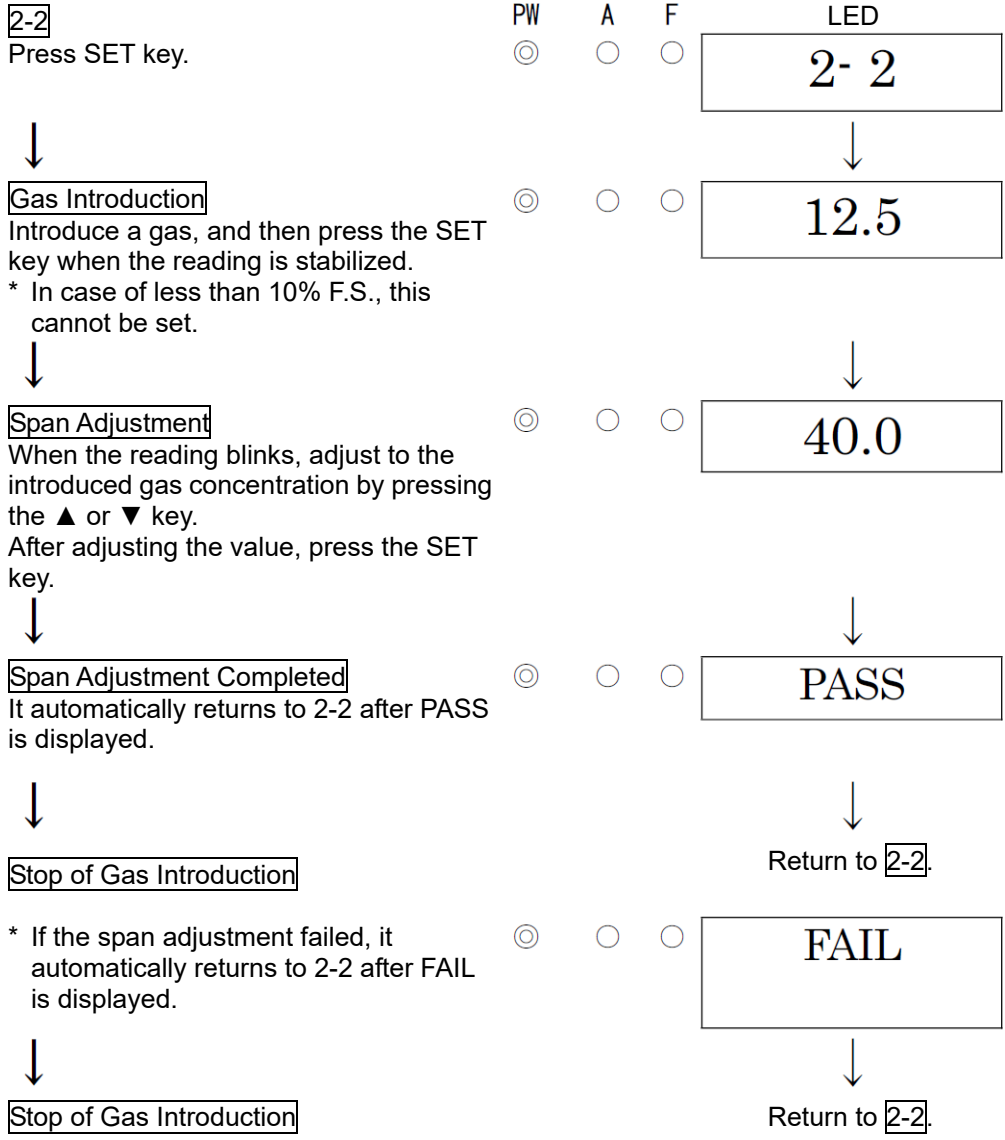 2-2 PW A F LED
Press SET key. ◎ ○ ○ 2- 2
↓ ↓
Gas Introduction ◎ ○ ○ 12.5
Introduce a gas, and then press the SET
key when the reading is stabilized.
* In case of less than 10% F.S., this
cannot be set.
↓ ↓
Span Adjustment ◎ ○ ○ 40.0
When the reading blinks, adjust to the
introduced gas concentration by pressing
the ▲ or ▼ key.
After adjusting the value, press the SET
key.
↓ ↓
Span Adjustment Completed ◎ ○ ○ PASS
It automatically returns to 2-2 after PASS
is displayed.
↓ ↓
Stop of Gas Introduction Return to 2-2.
* If the span adjustment failed, it ◎ ○ ○ FAIL
automatically returns to 2-2 after FAIL
is displayed.
↓ ↓
Stop of Gas Introduction Return to 2-2.